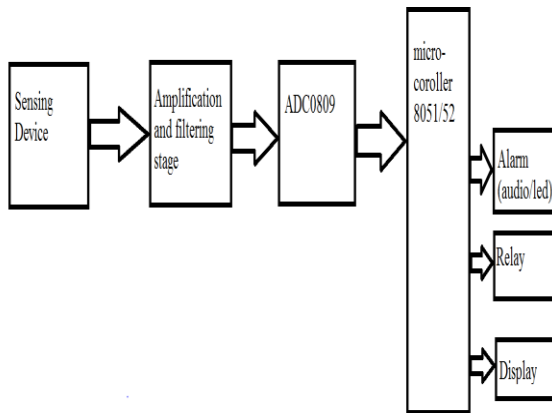 Sensing
Device
Amplification
and filtering
stage
ADC0809
micro-
coroller
8051/52
Alarm
(audio/led)
Relay
Display